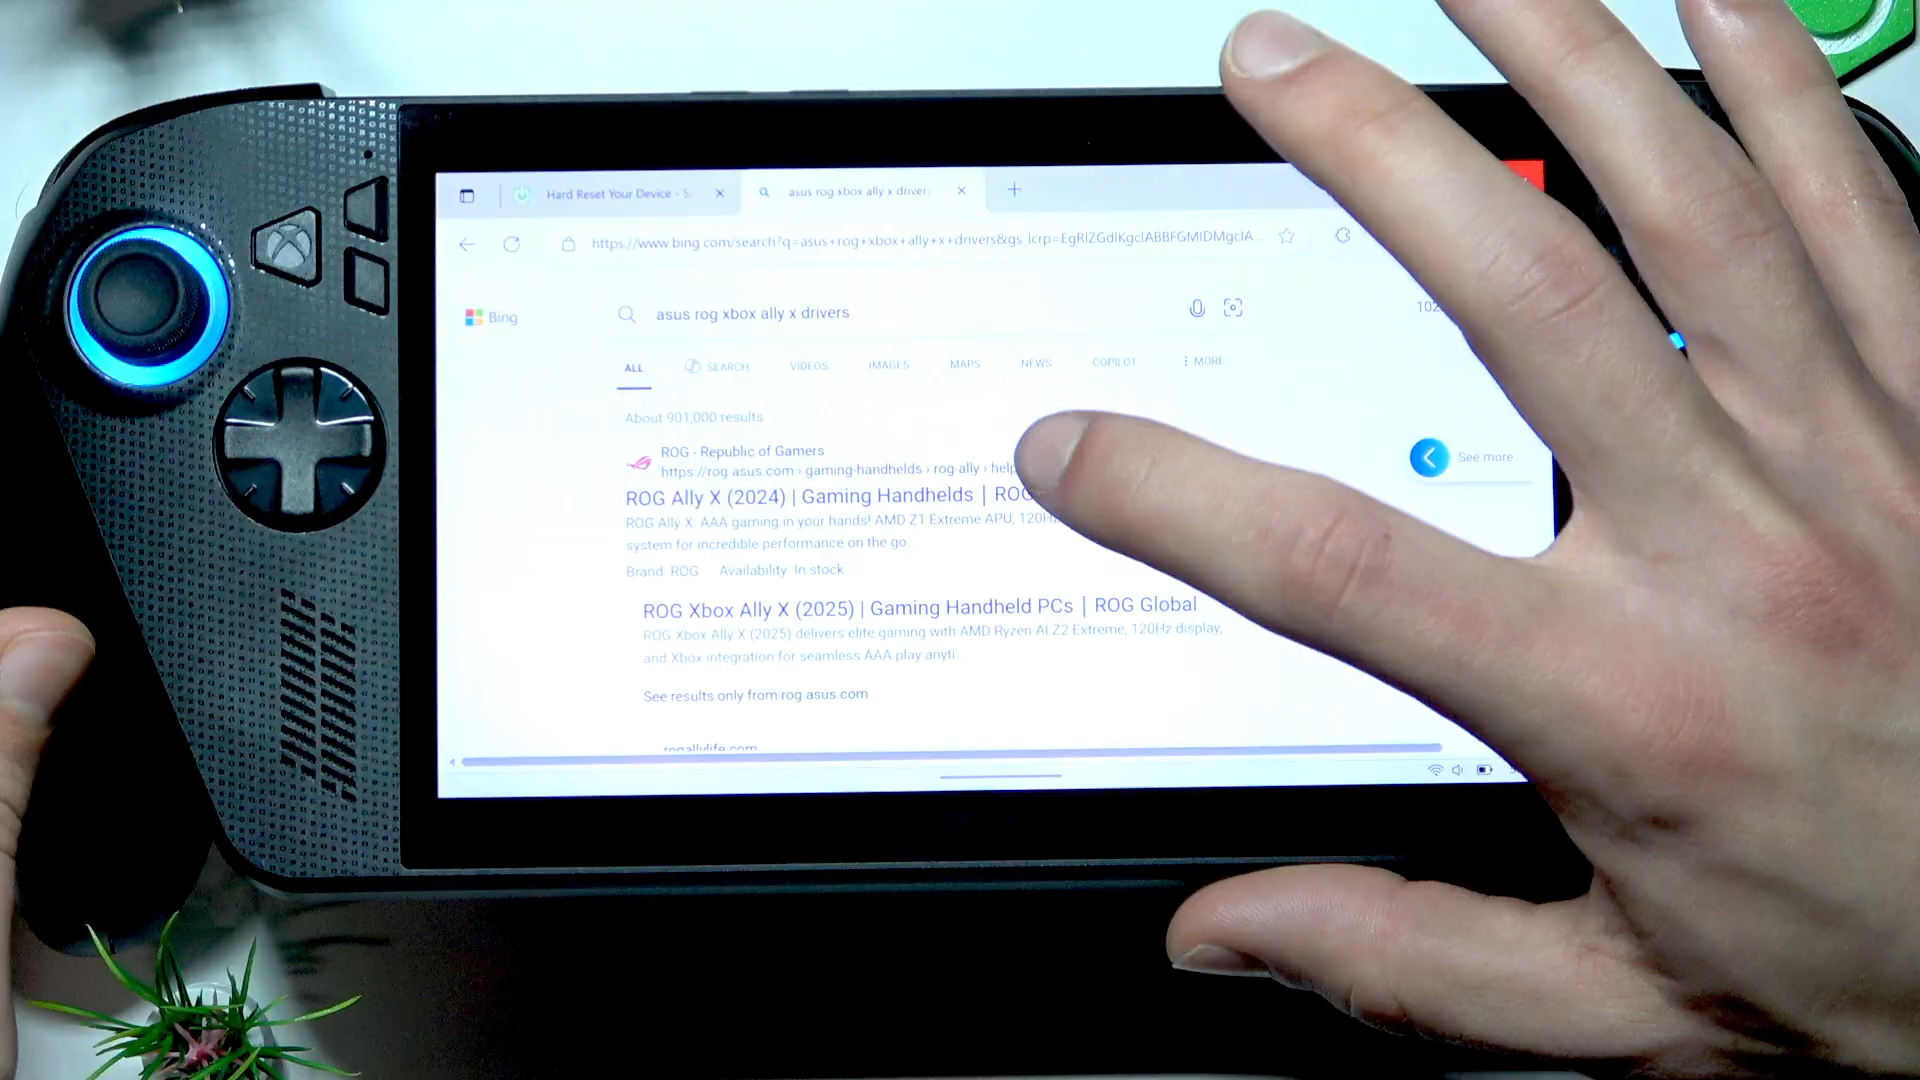 Hard Reset Your Device - S
asus rog xbox ally x driver
https://www.bing.com/search?q=asus+rog+xbox+ally+x+drivers&gs_lcrp=EgRlZGdlKgclABBFGMIDMgclA...
Bing
asus rog xbox ally x drivers
102
ALL
SEARCH
VIDEOS
IMAGES
MAPS
NEWS
COPILOT
MORE
About 901,000 results
ROG - Republic of Gamers
https://rog.asus.com › gaming-handhelds › rog-ally › help
ROG Ally X (2024) | Gaming Handhelds | ROG
ROG Ally X: AAA gaming in your hands! AMD Z1 Extreme APU, 120Hz
system for incredible performance on the go
Brand: ROG Availability: In stock
See more
ROG Xbox Ally X (2025) | Gaming Handheld PCs | ROG Global
ROG Xbox Ally X (2025) delivers elite gaming with AMD Ryzen AI Z2 Extreme, 120Hz display,
and Xbox integration for seamless AAA play anyti...
See results only from rog.asus.com
rogallylife.com